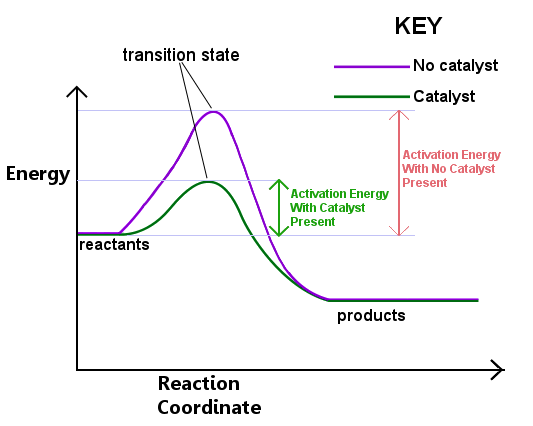 KEY
transition state
No catalyst
Catalyst
Activation Energy
With No Catalyst
Present
Energy
Activation Energy
With Catalyst
Present
reactants
products
Reaction
Coordinate